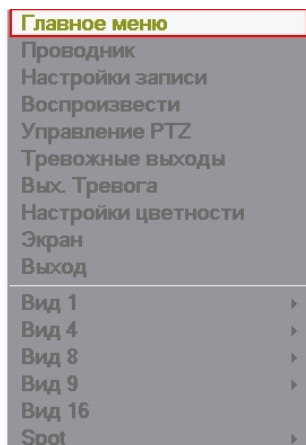 Главное меню
Проводник
Настройки записи
Воспроизвести
Управление PTZ
Тревожные выходы
Вых. Тревога
Настройки цветности
Экран
Выход
Вид 1
Вид 4
Вид 8
Вид 9
Вид 16
Spot